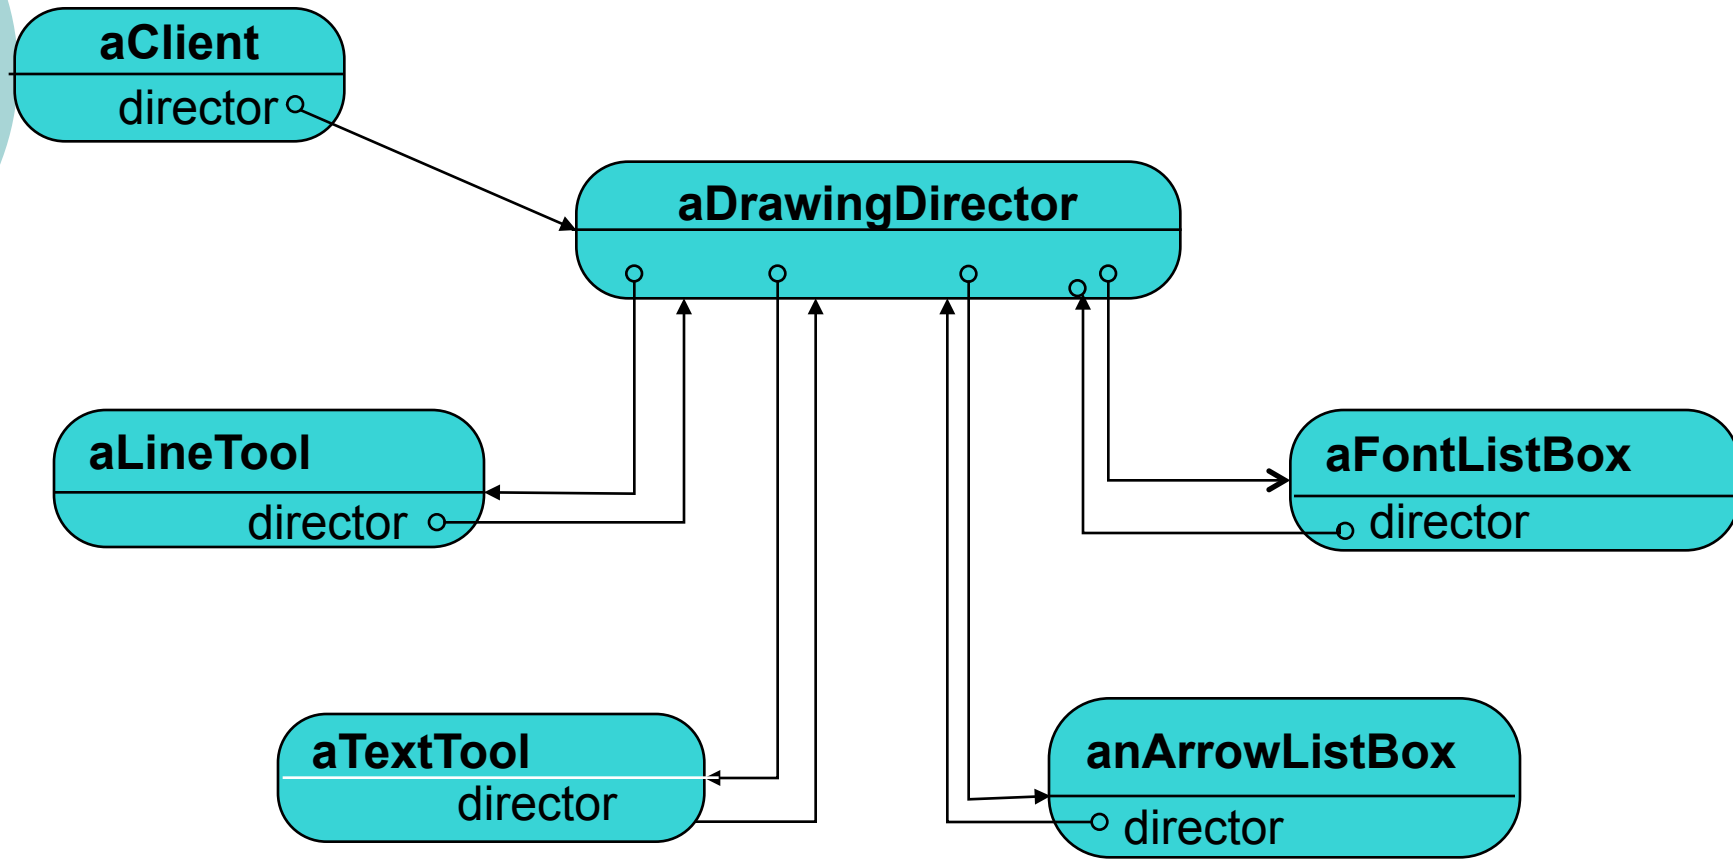 aClient
director
aDrawingDirector
aLineTool
director
aFontListBox
director
aTextTool
director
anArrowListBox
director